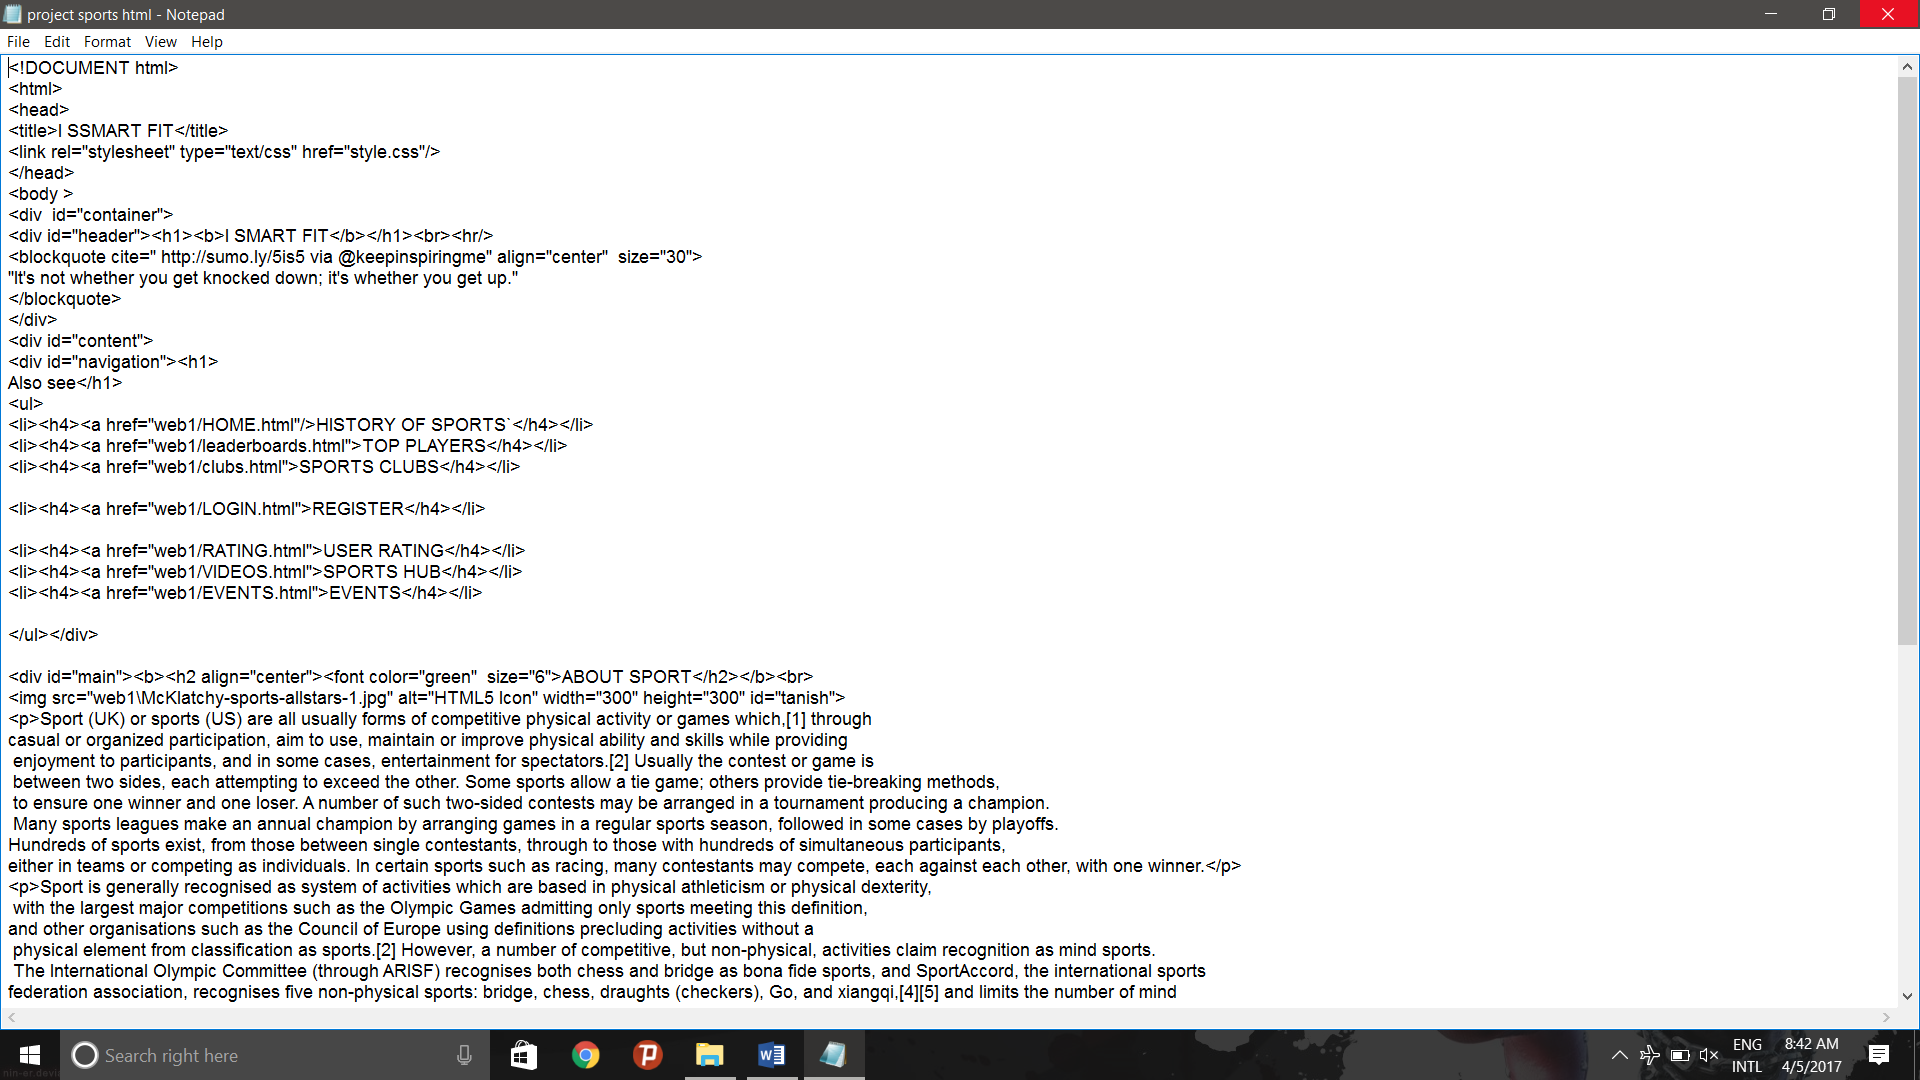 project sports html - Notepad
File Edit Format View Help
<!DOCUMENT html>
<html>
<head>
<title>I SSMART FIT</title>
<link rel="stylesheet" type="text/css" href="style.css"/>
</head>
<body >
<div  id="container">
<div id="header"><h1><b>I SMART FIT</b></h1><br><hr/>
<blockquote cite=" http://sumo.ly/5is5 via @keepinspiringme" align="center"  size="30">
"It's not whether you get knocked down; it's whether you get up."
</blockquote>
</div>
<div id="content">
<div id="navigation"><h1>
Also see</h1>
<ul>
<li><h4><a href="web1/HOME.html"/>HISTORY OF SPORTS`</h4></li>
<li><h4><a href="web1/leaderboards.html">TOP PLAYERS</h4></li>
<li><h4><a href="web1/clubs.html">SPORTS CLUBS</h4></li>
<li><h4><a href="web1/LOGIN.html">REGISTER</h4></li>
<li><h4><a href="web1/RATING.html">USER RATING</h4></li>
<li><h4><a href="web1/VIDEOS.html">SPORTS HUB</h4></li>
<li><h4><a href="web1/EVENTS.html">EVENTS</h4></li>
</ul></div>
<div id="main"><b><h2 align="center"><font color="green"  size="6">ABOUT SPORT</h2></b><br>
<img src="web1\McKlatchy-sports-allstars-1.jpg" alt="HTML5 Icon" width="300" height="300" id="tanish">
<p>Sport (UK) or sports (US) are all usually forms of competitive physical activity or games which,[1] through
casual or organized participation, aim to use, maintain or improve physical ability and skills while providing
enjoyment to participants, and in some cases, entertainment for spectators.[2] Usually the contest or game is
between two sides, each attempting to exceed the other. Some sports allow a tie game; others provide tie-breaking methods,
to ensure one winner and one loser. A number of such two-sided contests may be arranged in a tournament producing a champion.
Many sports leagues make an annual champion by arranging games in a regular sports season, followed in some cases by playoffs.
Hundreds of sports exist, from those between single contestants, through to those with hundreds of simultaneous participants,
either in teams or competing as individuals. In certain sports such as racing, many contestants may compete, each against each other, with one winner.</p>
<p>Sport is generally recognised as system of activities which are based in physical athleticism or physical dexterity,
with the largest major competitions such as the Olympic Games admitting only sports meeting this definition,
and other organisations such as the Council of Europe using definitions precluding activities without a
physical element from classification as sports.[2] However, a number of competitive, but non-physical, activities claim recognition as mind sports.
The International Olympic Committee (through ARISF) recognises both chess and bridge as bona fide sports, and SportAccord, the international sports
federation association, recognises five non-physical sports: bridge, chess, draughts (checkers), Go, and xiangqi,[4][5] and limits the number of mind
Search right here
ENG
INTL
8:42 AM
4/5/2017